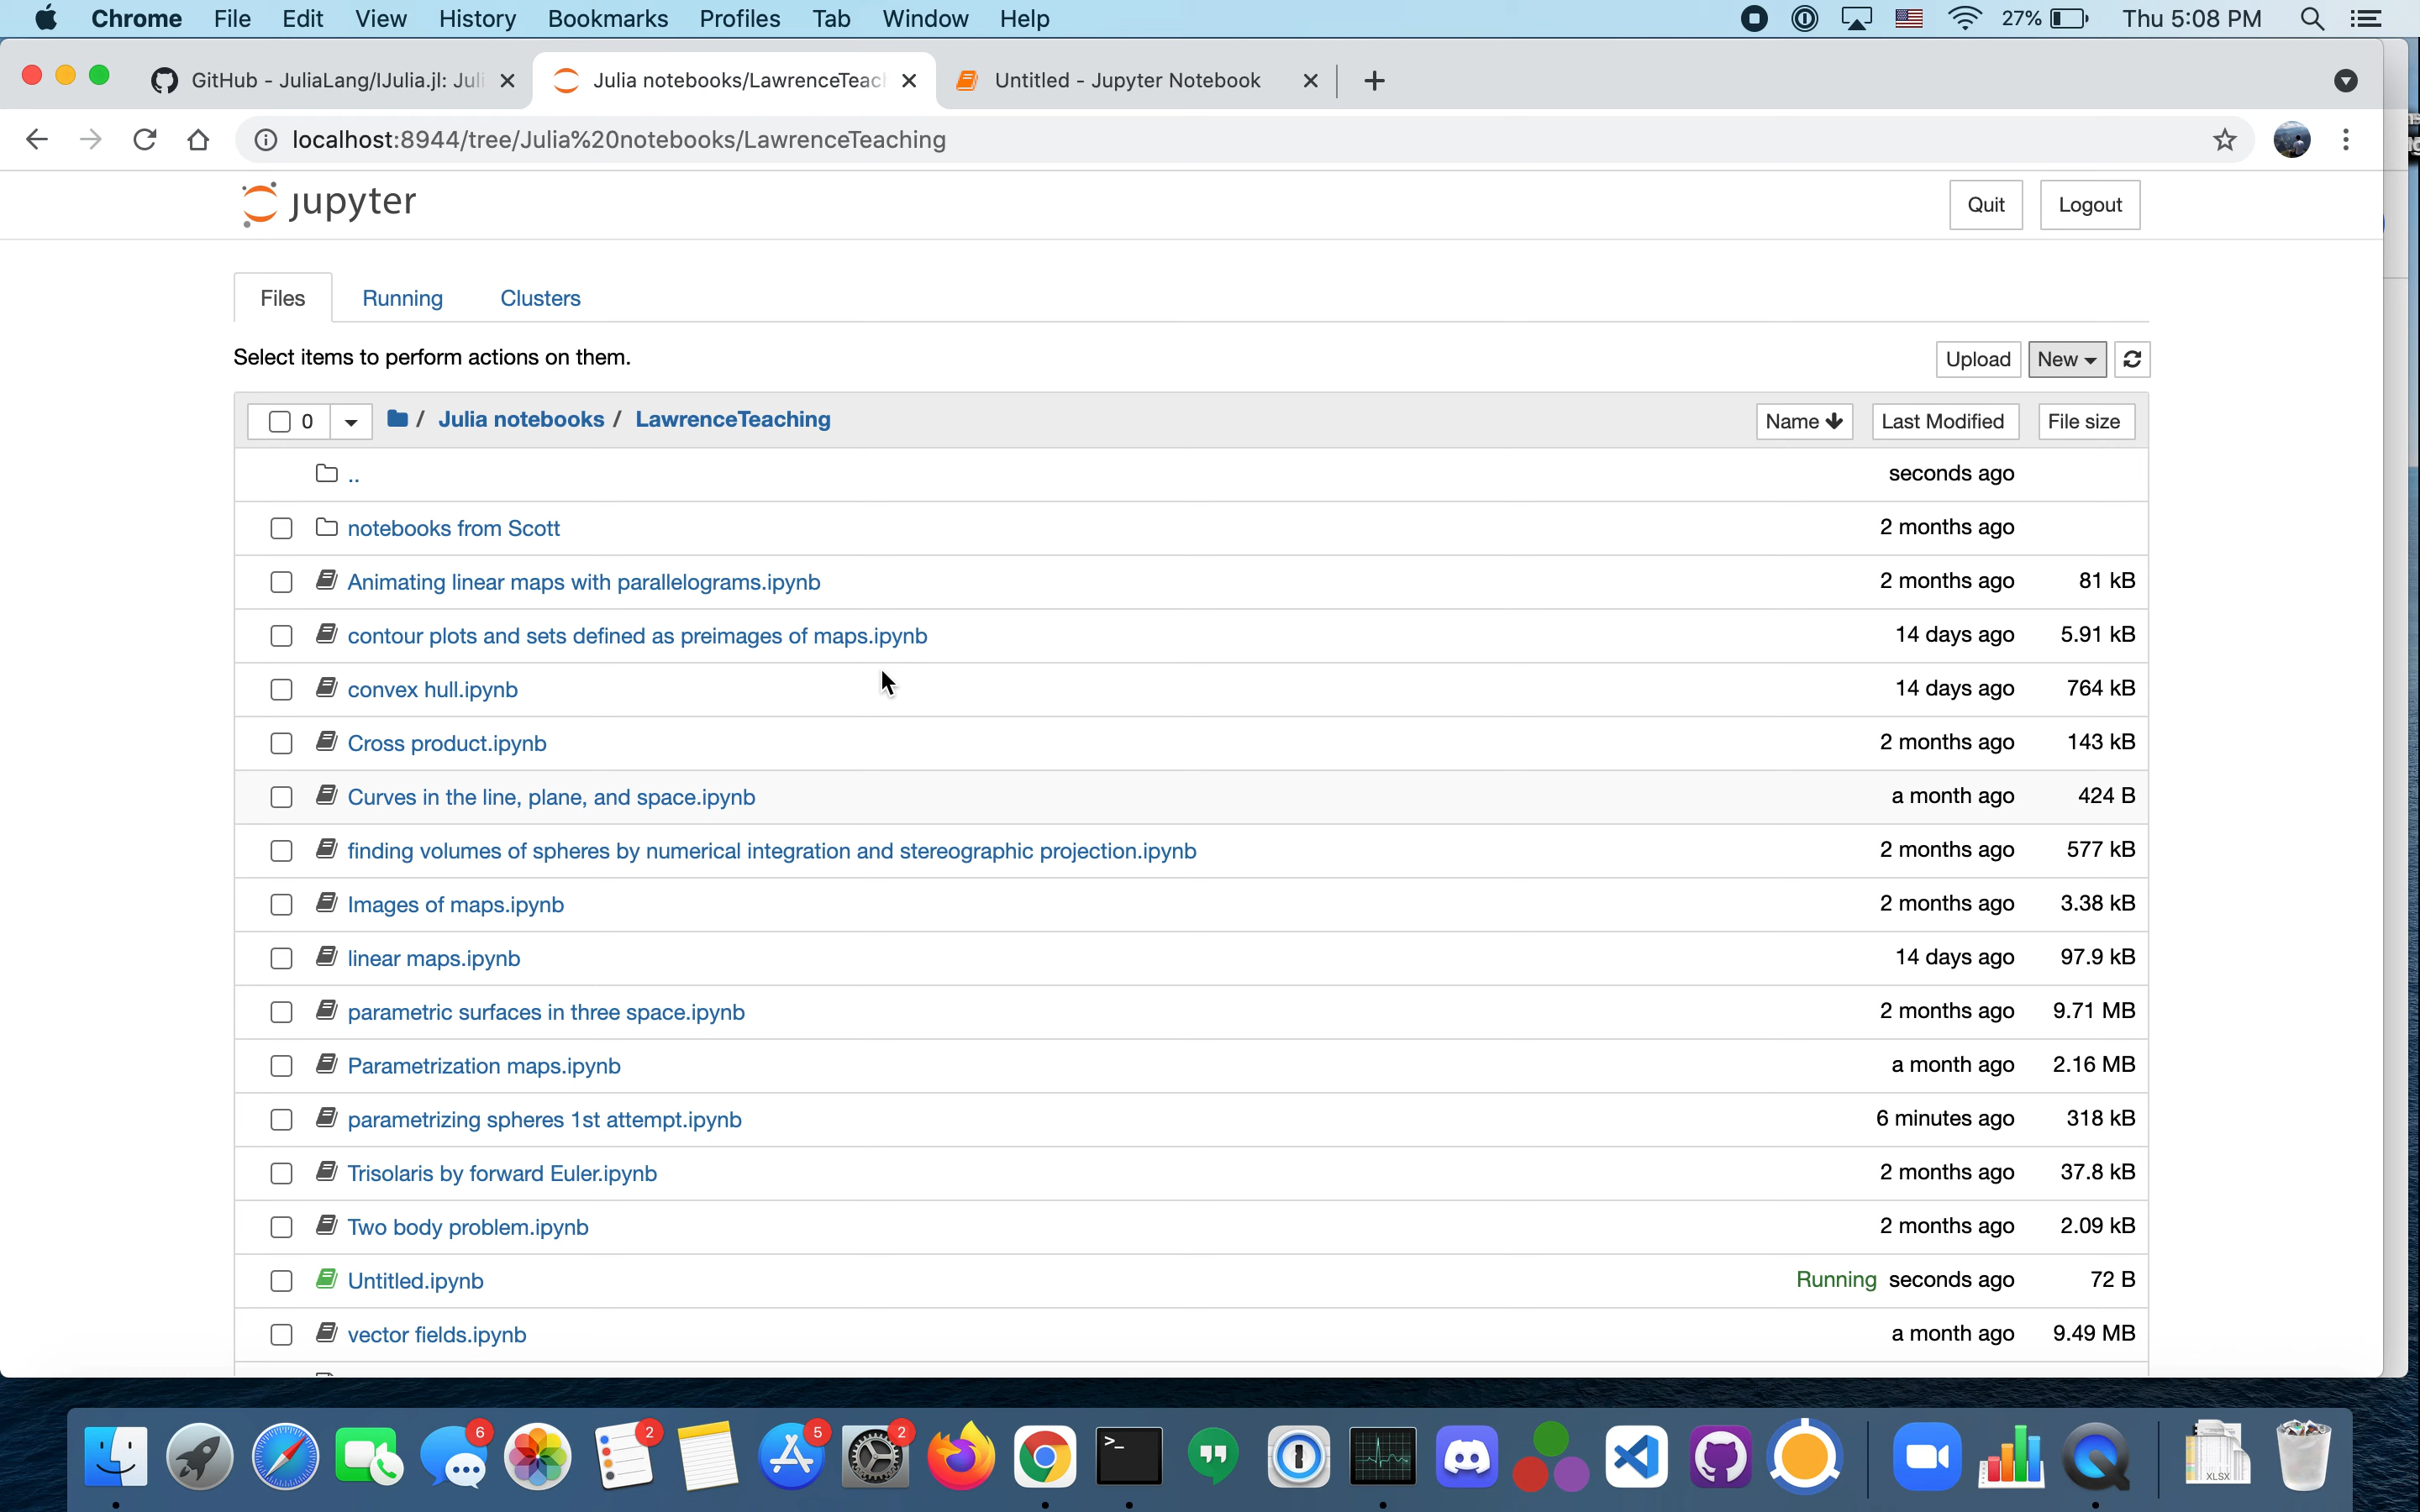 Chrome File Edit View History Bookmarks Profiles Tab Window Help 27% Thu 5:08 PM
GitHub - JuliaLang/IJulia.jl: Juli Julia notebooks/LawrenceTeach Untitled - Jupyter Notebook
localhost:8944/tree/Julia%20notebooks/LawrenceTeaching
jupyter Quit Logout
Files Running Clusters
Select items to perform actions on them. Upload New
0 / Julia notebooks / LawrenceTeaching Name Last Modified File size
.. seconds ago
notebooks from Scott 2 months ago
Animating linear maps with parallelograms.ipynb 2 months ago 81 kB
contour plots and sets defined as preimages of maps.ipynb 14 days ago 5.91 kB
convex hull.ipynb 14 days ago 764 kB
Cross product.ipynb 2 months ago 143 kB
Curves in the line, plane, and space.ipynb a month ago 424 B
finding volumes of spheres by numerical integration and stereographic projection.ipynb 2 months ago 577 kB
Images of maps.ipynb 2 months ago 3.38 kB
linear maps.ipynb 14 days ago 97.9 kB
parametric surfaces in three space.ipynb 2 months ago 9.71 MB
Parametrization maps.ipynb a month ago 2.16 MB
parametrizing spheres 1st attempt.ipynb 6 minutes ago 318 kB
Trisolaris by forward Euler.ipynb 2 months ago 37.8 kB
Two body problem.ipynb 2 months ago 2.09 kB
Untitled.ipynb Running seconds ago 72 B
vector fields.ipynb a month ago 9.49 MB
6 2 5 2
>_
XLSX